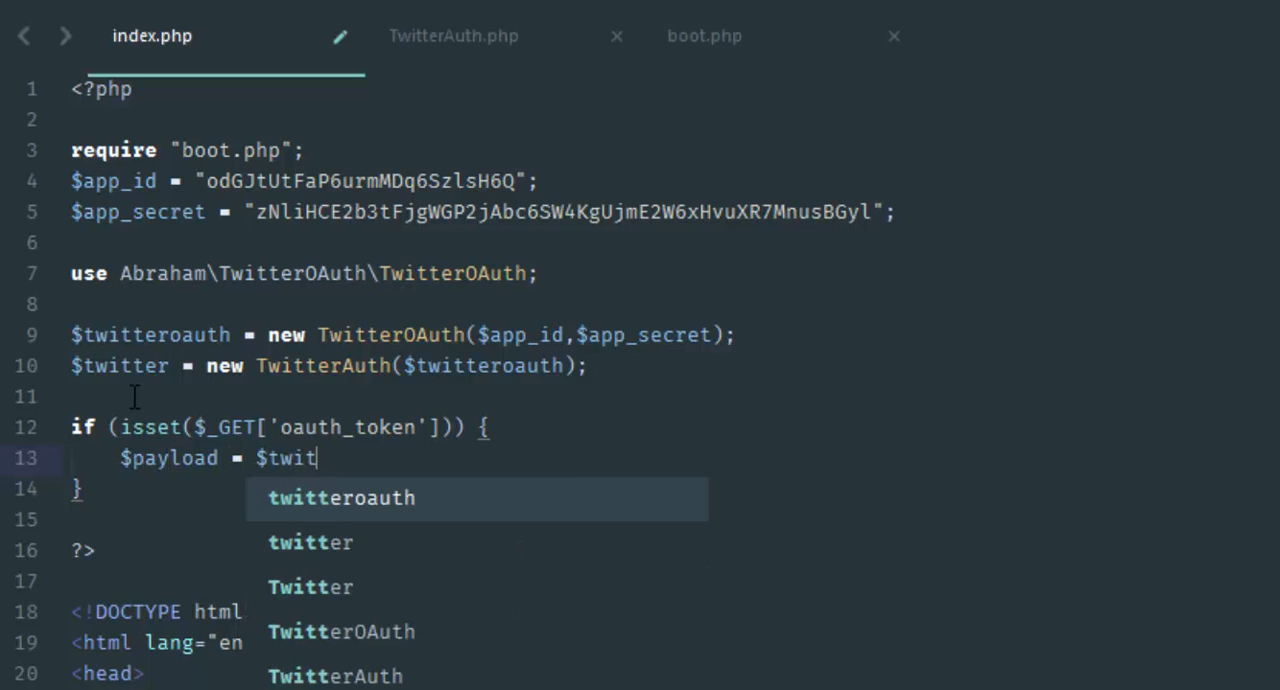 index.php TwitterAuth.php boot.php
1 <?php
2
3 require "boot.php";
4 $app_id = "odGJtUtFaP6urmMDq6SzlsH6Q";
5 $app_secret = "zNliHCE2b3tFjgWGP2jAbc6SW4KgUjmE2W6xHvuXR7MnusBGyl";
6
7 use Abraham\TwitterOAuth\TwitterOAuth;
8
9 $twitteroauth = new TwitterOAuth($app_id,$app_secret);
10 $twitter = new TwitterAuth($twitteroauth);
11
12 if (isset($_GET['oauth_token'])) {
13 $payload = $twit
14 }
twitteroauth
15
twitter
16 ?>
17
Twitter
18 <!DOCTYPE html
TwitterOAuth
19 <html lang="en
20 <head>
TwitterAuth